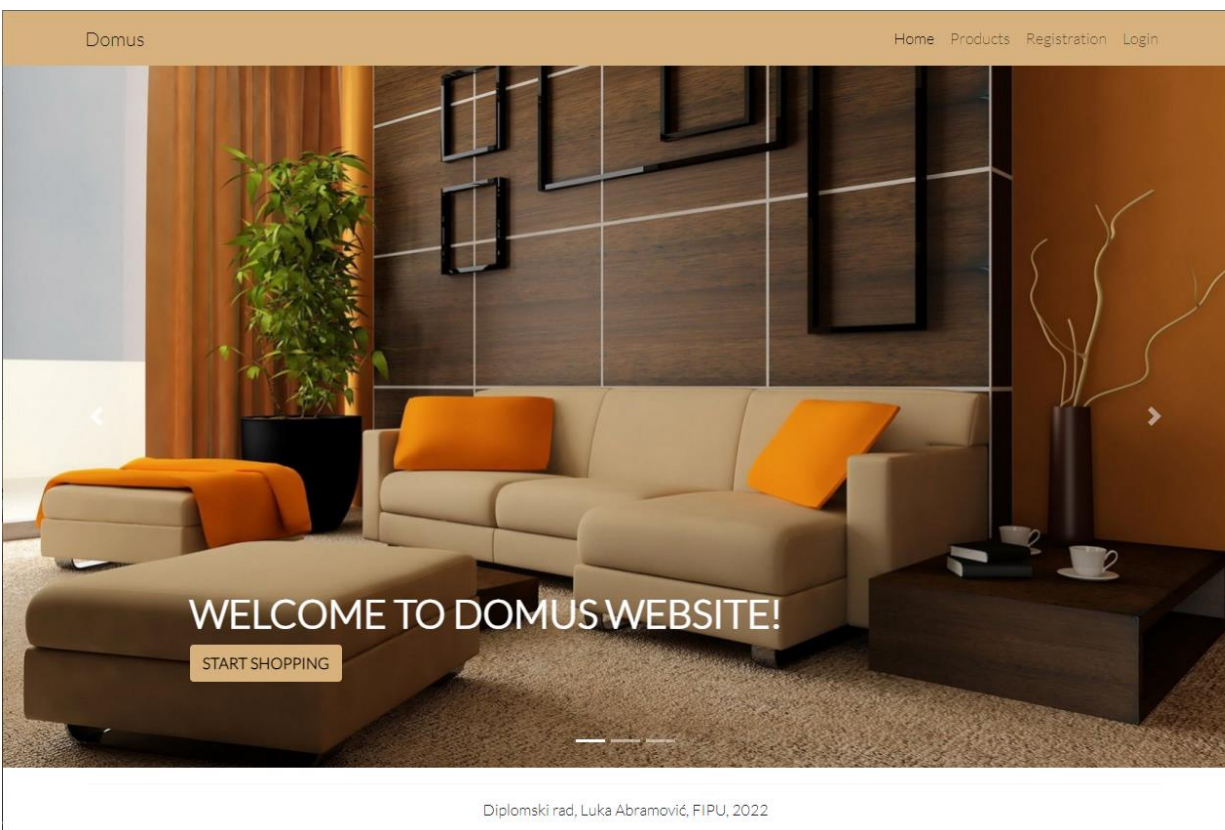 Domus
Home Products Registration Login
WELCOME TO DOMUS WEBSITE!
START SHOPPING
Diplomski rad, Luka Abramović, FIPU, 2022